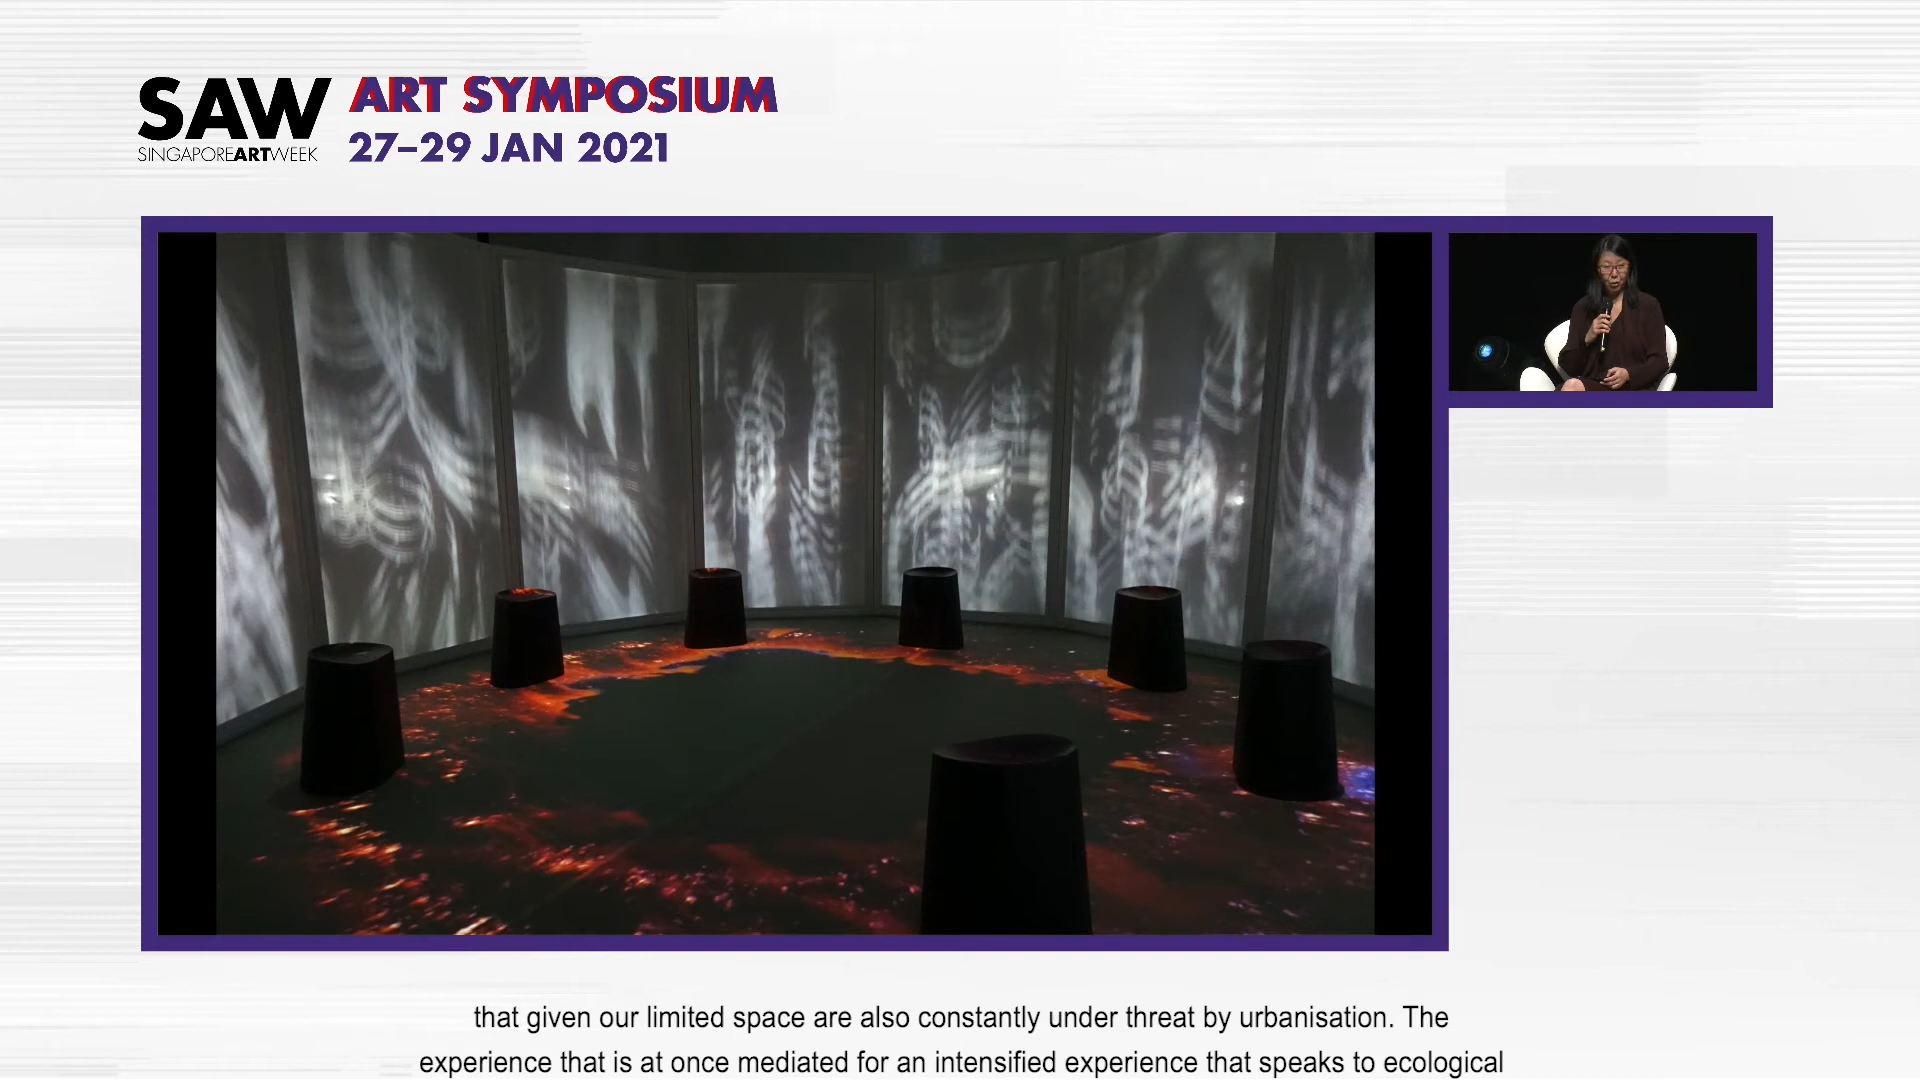 SAW
SINGAPOREARTWEEK
ART SYMPOSIUM
27–29 JAN 2021
that given our limited space are also constantly under threat by urbanisation. The
experience that is at once mediated for an intensified experience that speaks to ecological